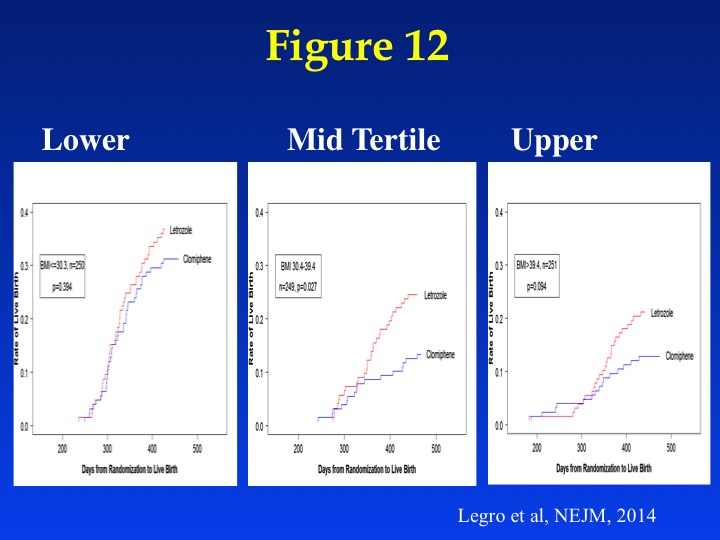 Figure 12
Lower
Mid Tertile
Upper
Rate of Live Birth
0.4
0.3
0.2
0.1
0.0
BMI<=30.3, n=250
p=0.394
Letrozole
Clomiphene
200
300
400
500
Days from Randomization to Live Birth
Rate of Live Birth
0.4
0.3
0.2
0.1
0.0
BMI 30.4-39.4
n=249, p=0.027
Letrozole
Clomiphene
200
300
400
500
Days from Randomization to Live Birth
Rate of Live Birth
0.4
0.3
0.2
0.1
0.0
BMI>39.4, n=251
p=0.094
Letrozole
Clomiphene
200
300
400
500
Days from Randomization to Live Birth
Legro et al, NEJM, 2014